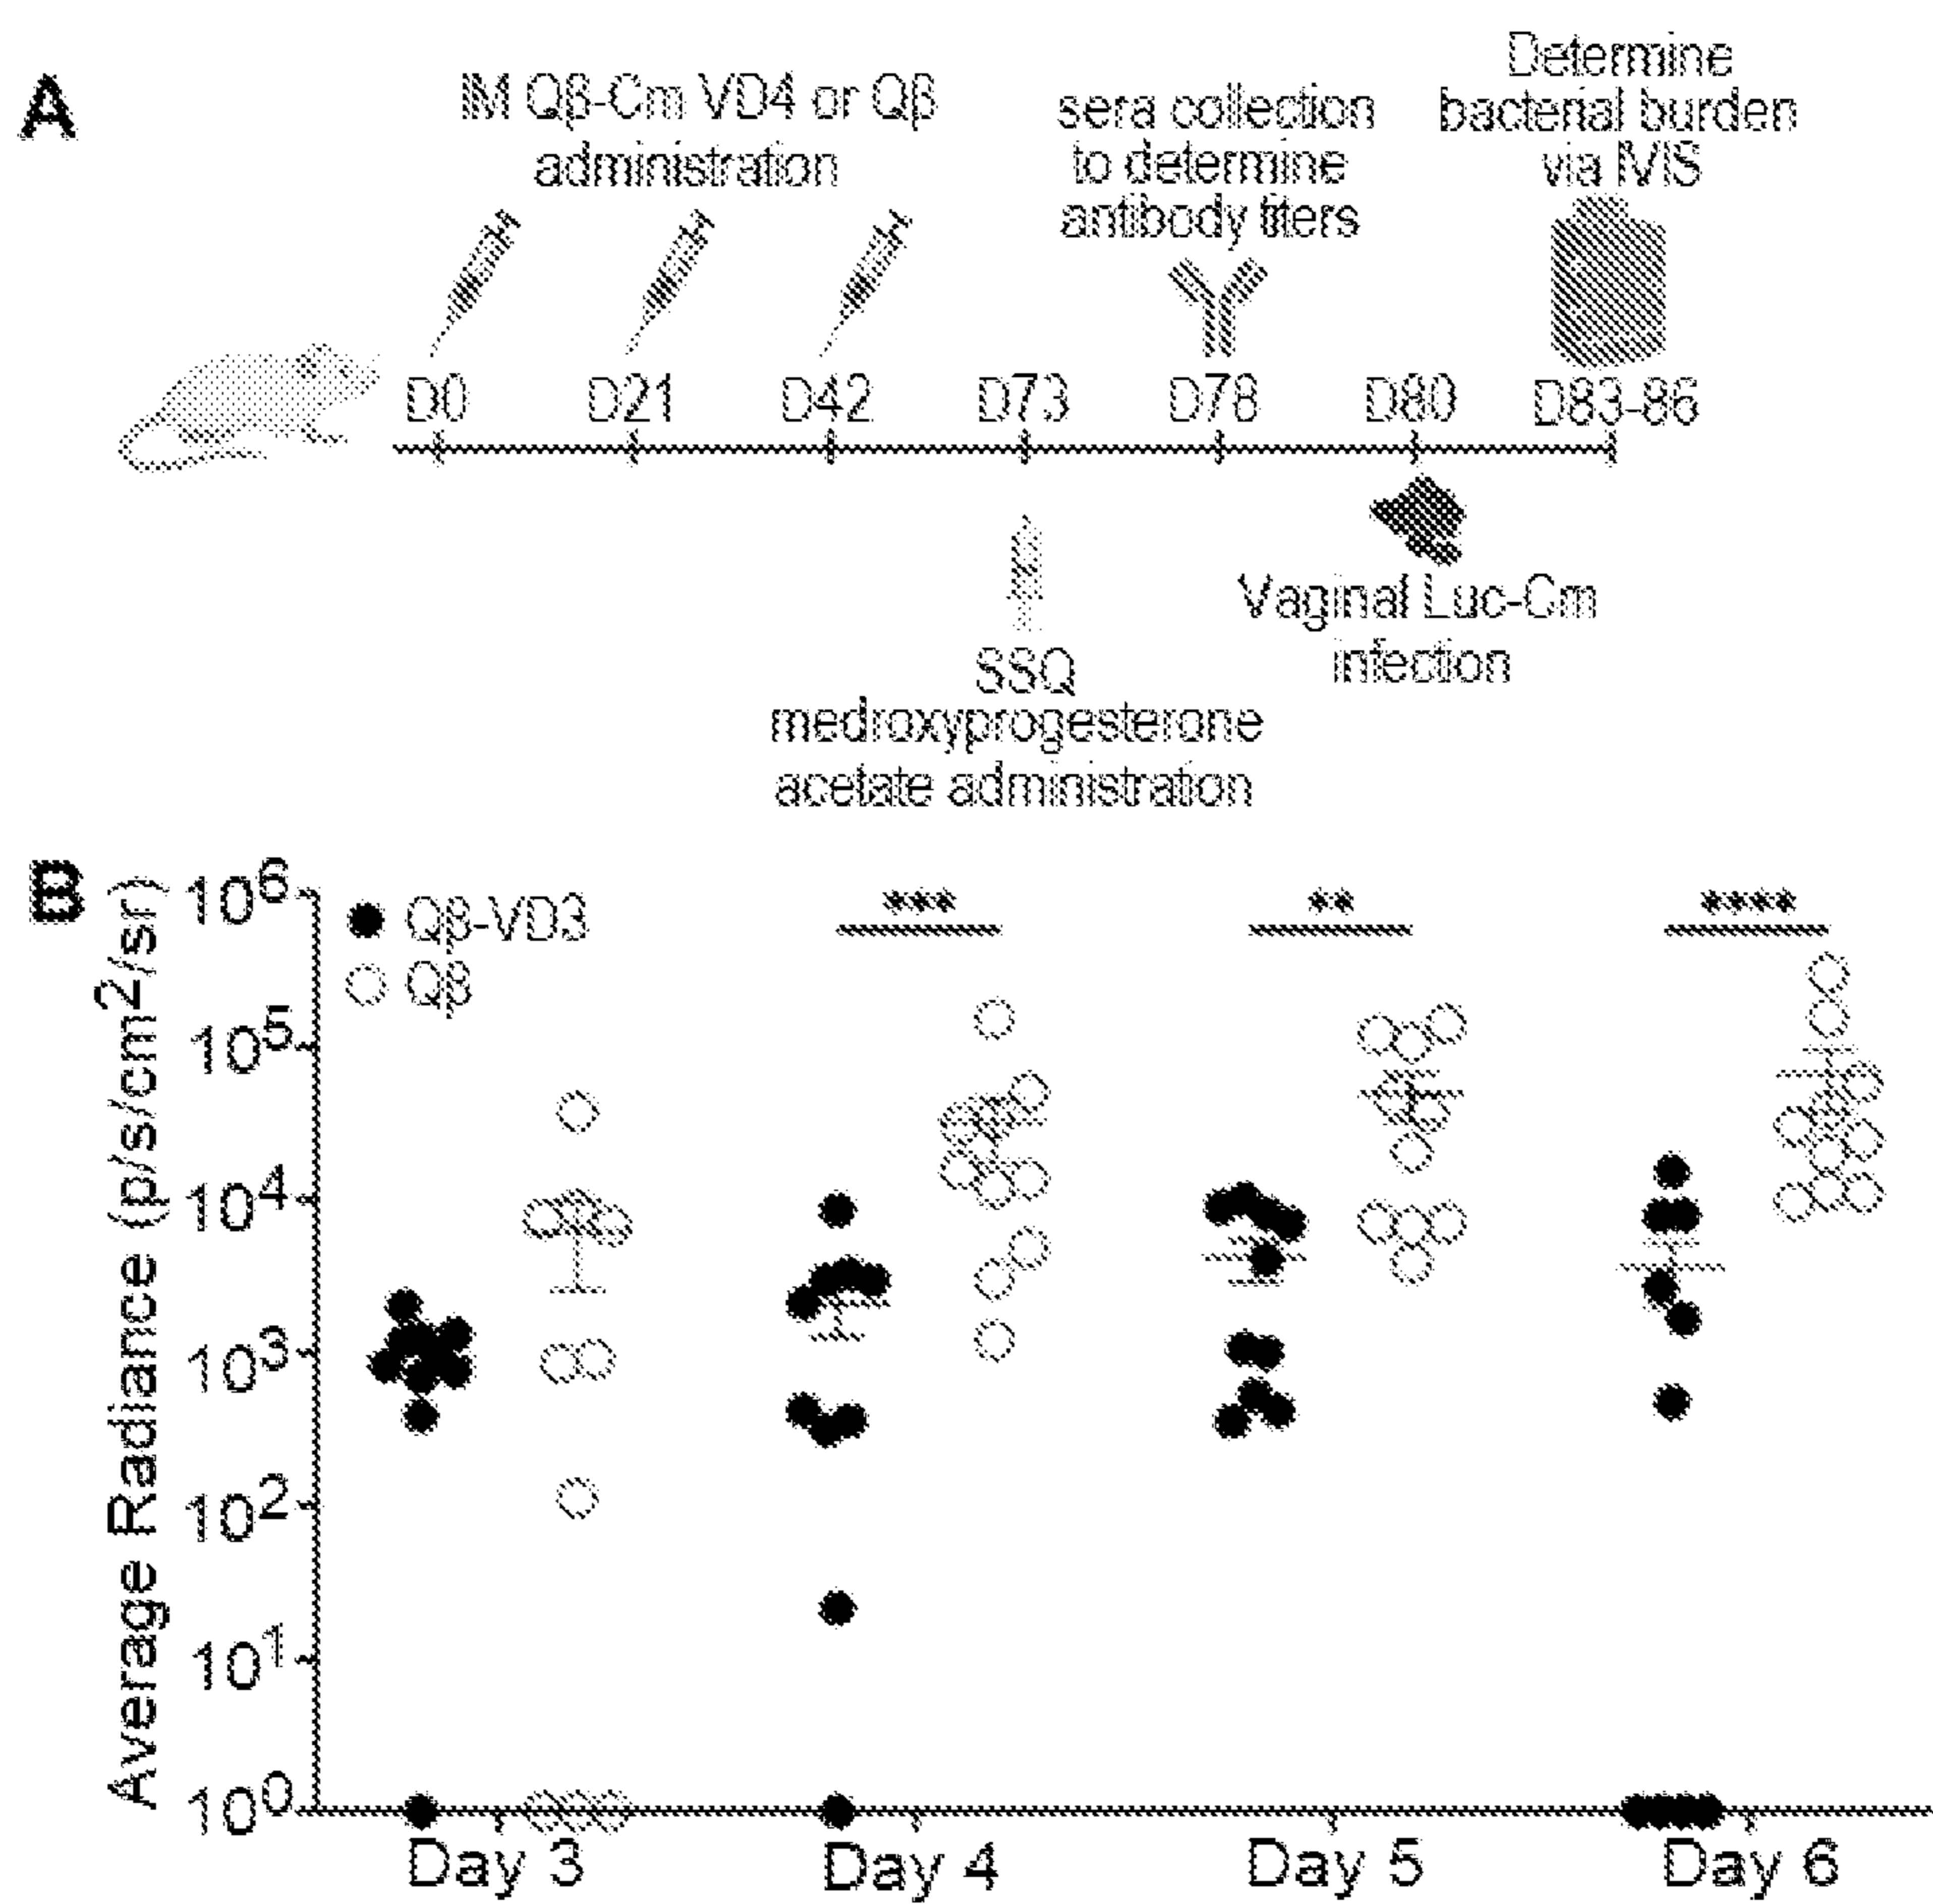 A
IM Qβ-Cm VD4 or Qβ
administration
sera collection
to determine
antibody titers
Determine
bacterial burden
via IVIS
D0 D21 D42 D73 D78 D80 D83-86
SSQ
medroxyprogesterone
acetate administration
Vaginal Luc-Cm
infection
B
Average Radiance (p/s/cm2/sr)
10^6
10^5
10^4
10^3
10^2
10^1
10^0
Qβ-VD3
Qβ
***
**
****
Day 3 Day 4 Day 5 Day 6